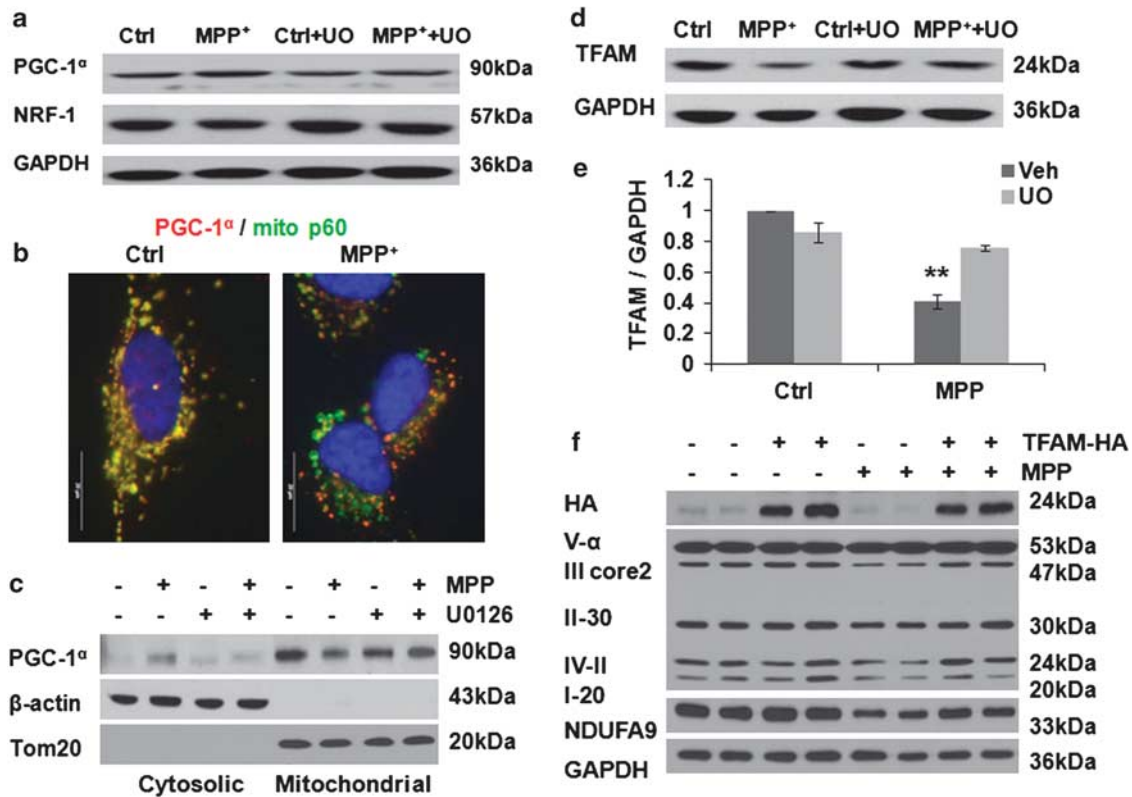 a
Ctrl MPP⁺ Ctrl+UO MPP⁺+UO
PGC-1ᵅ 90kDa
NRF-1 57kDa
GAPDH 36kDa
PGC-1ᵅ / mito p60
b Ctrl MPP⁺
c - + - + - + - + MPP
- - + + - - + + U0126
PGC-1ᵅ 90kDa
β-actin 43kDa
Tom20 20kDa
Cytosolic Mitochondrial
d
Ctrl MPP⁺ Ctrl+UO MPP⁺+UO
TFAM 24kDa
GAPDH 36kDa
e
Veh
UO
TFAM / GAPDH
1.2
1
0.8
0.6
0.4
0.2
0
**
Ctrl MPP
f - - + + - - + + TFAM-HA
- - - - + + + + MPP
HA 24kDa
V-α 53kDa
III core2 47kDa
II-30 30kDa
IV-II 24kDa
I-20 20kDa
NDUFA9 33kDa
GAPDH 36kDa